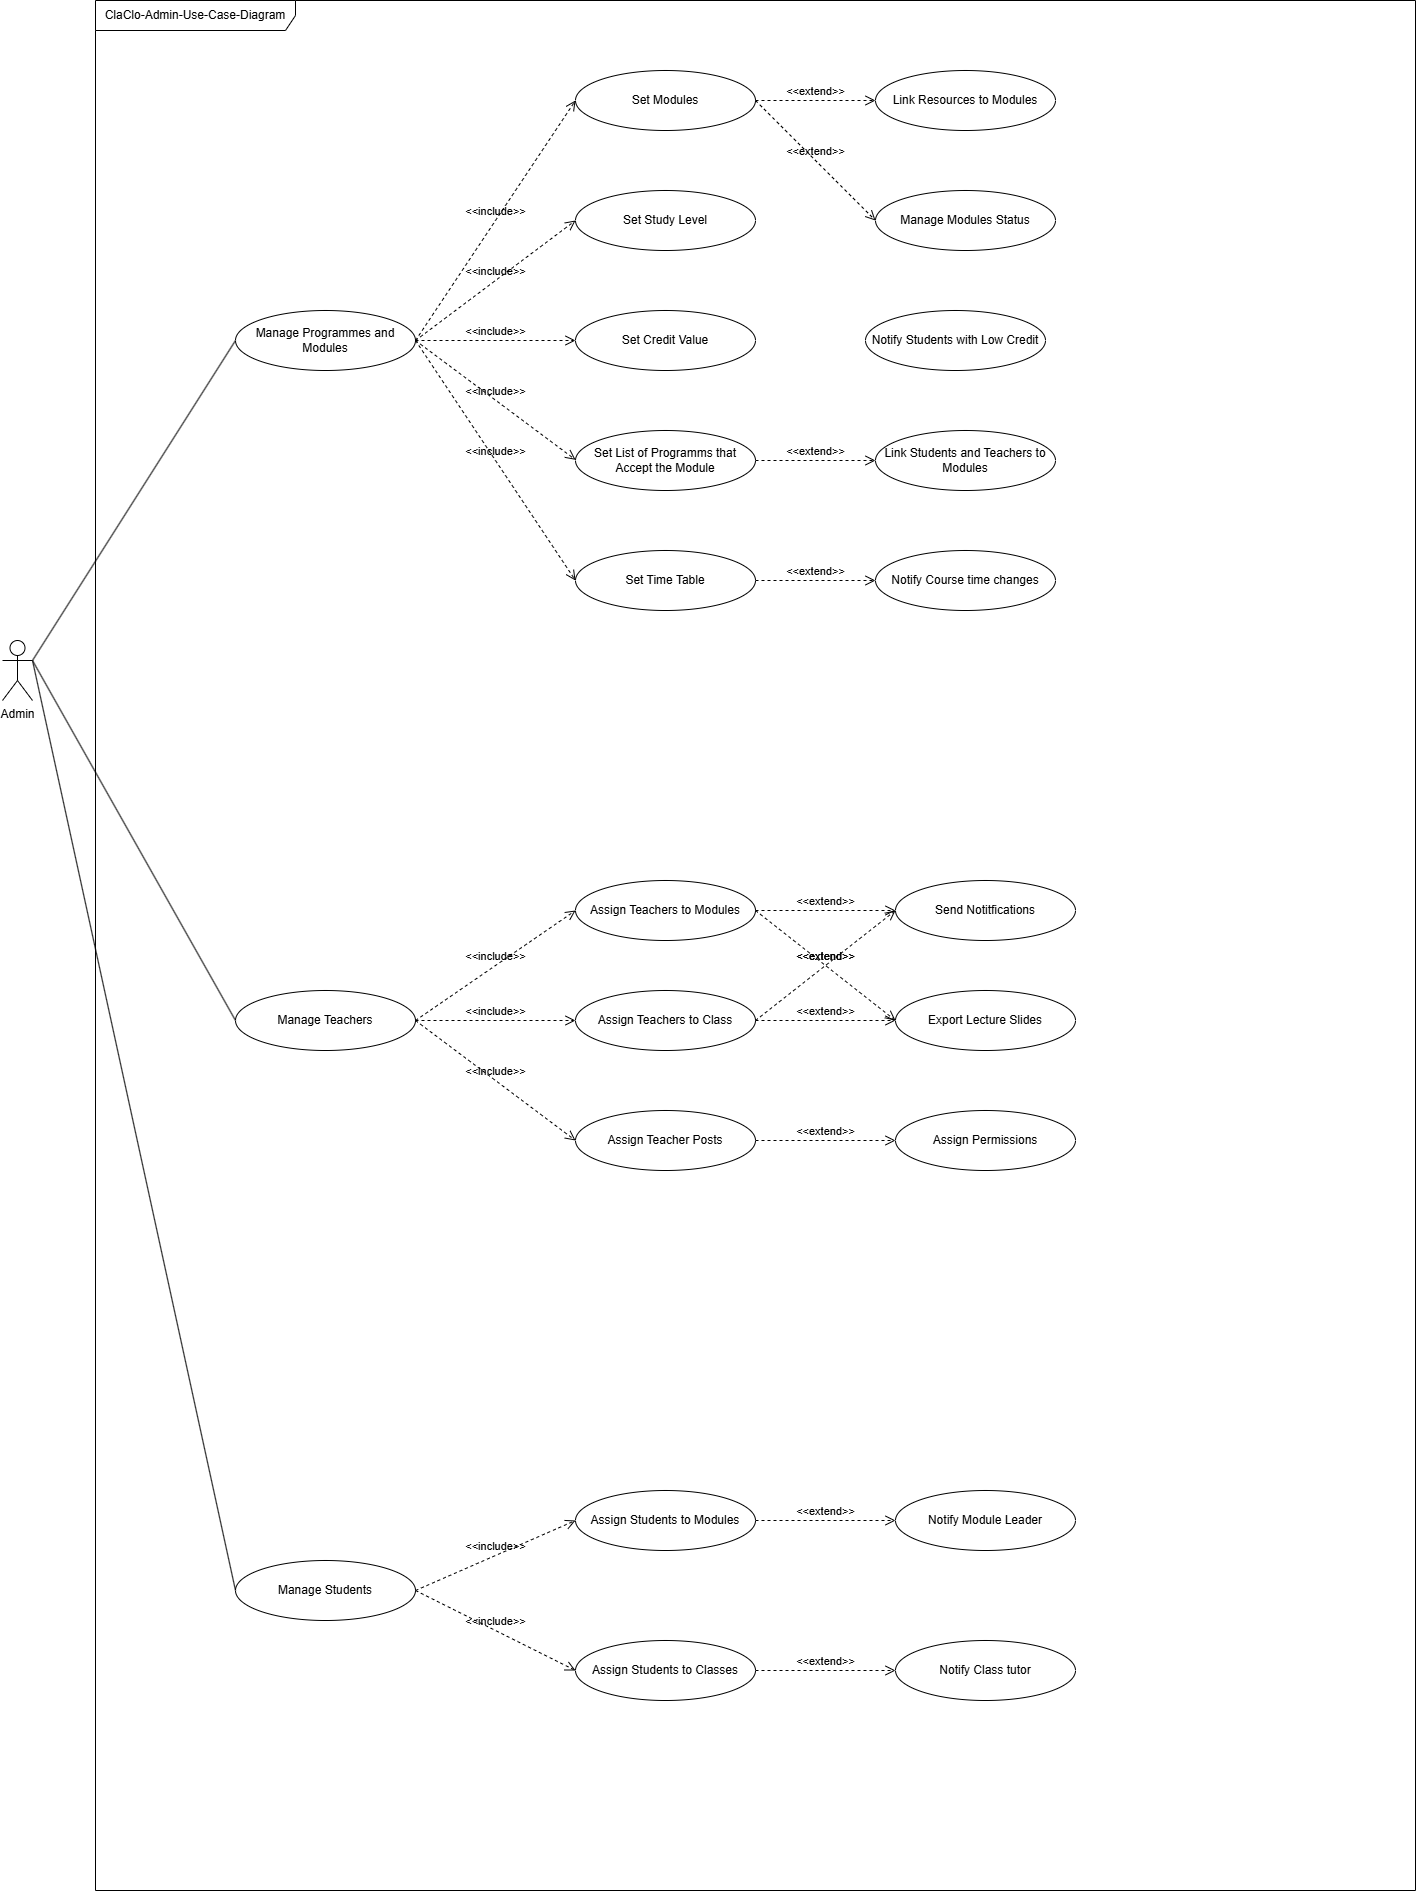 ClaClo-Admin-Use-Case-Diagram
Set Modules
<<extend>>
Link Resources to Modules
<<extend>>
<<include>>
Set Study Level
Manage Modules Status
<<include>>
Manage Programmes and
Modules
<<include>>
Set Credit Value
Notify Students with Low Credit
<<include>>
Set List of Programms that
Accept the Module
<<extend>>
Link Students and Teachers to
Modules
<<include>>
Set Time Table
<<extend>>
Notify Course time changes
Admin
Assign Teachers to Modules
<<extend>>
Send Notitfications
<<include>>
<<extend>>
<<extend>>
Manage Teachers
<<include>>
Assign Teachers to Class
<<extend>>
Export Lecture Slides
<<include>>
Assign Teacher Posts
<<extend>>
Assign Permissions
Assign Students to Modules
<<extend>>
Notify Module Leader
<<include>>
Manage Students
<<include>>
Assign Students to Classes
<<extend>>
Notify Class tutor